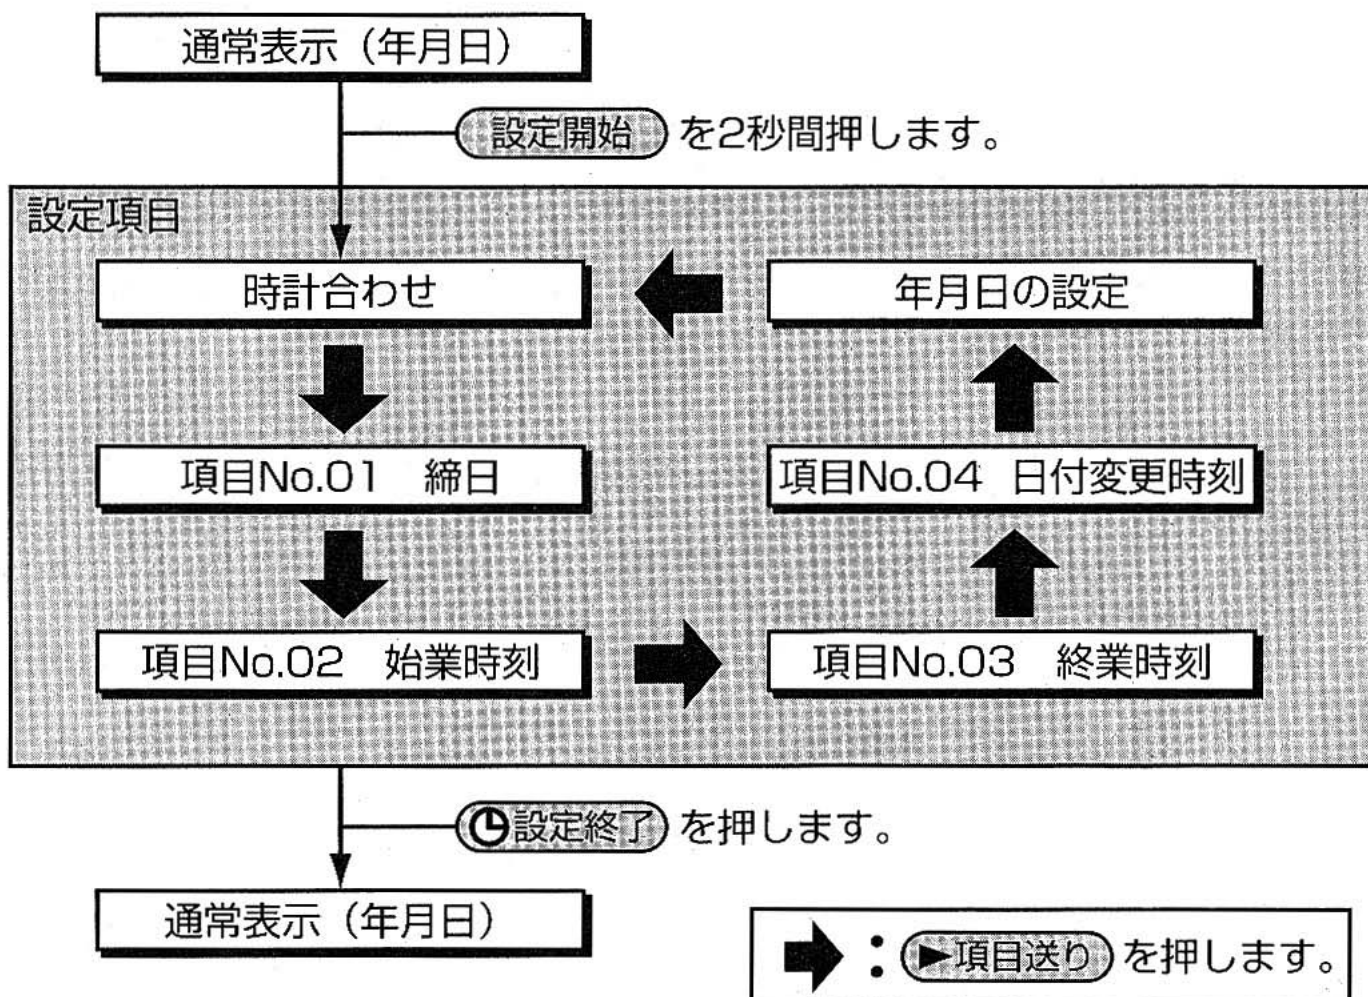 通常表示（年月日）
設定開始 を2秒間押します。
設定項目
時計合わせ
年月日の設定
項目No.01 締日
項目No.04 日付変更時刻
項目No.02 始業時刻
項目No.03 終業時刻
設定終了 を押します。
通常表示（年月日）
：▶項目送り を押します。